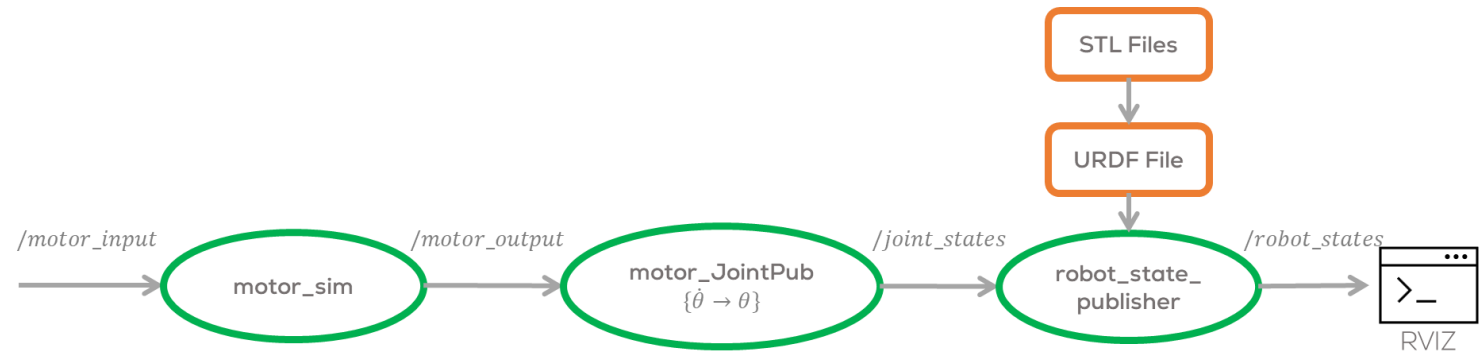 STL Files
URDF File
/motor_input
/motor_output
/joint_states
/robot_states
motor_sim
motor_JointPub
{θ̇ → θ}
robot_state_
publisher
>_
RVIZ